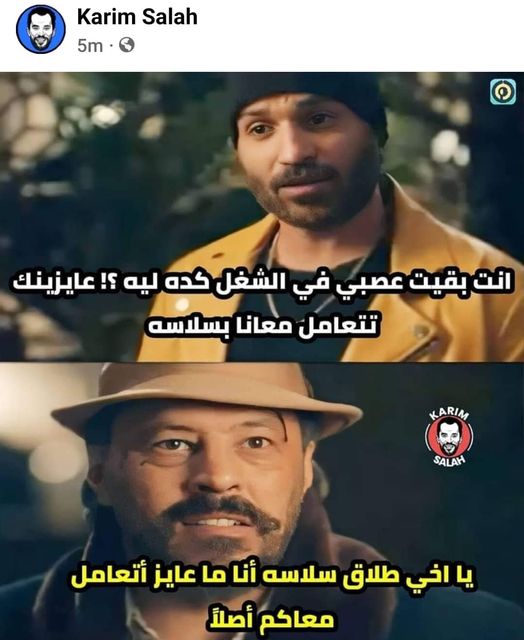 Karim Salah
5m ·
انت بقيت عصبي في الشغل كده ليه ؟! عايزينك
تتعامل معانا بسلاسه
KARIM
SALAH
يا اخي طلاق سلاسه أنا ما عايز أتعامل
معاكم أصلاً